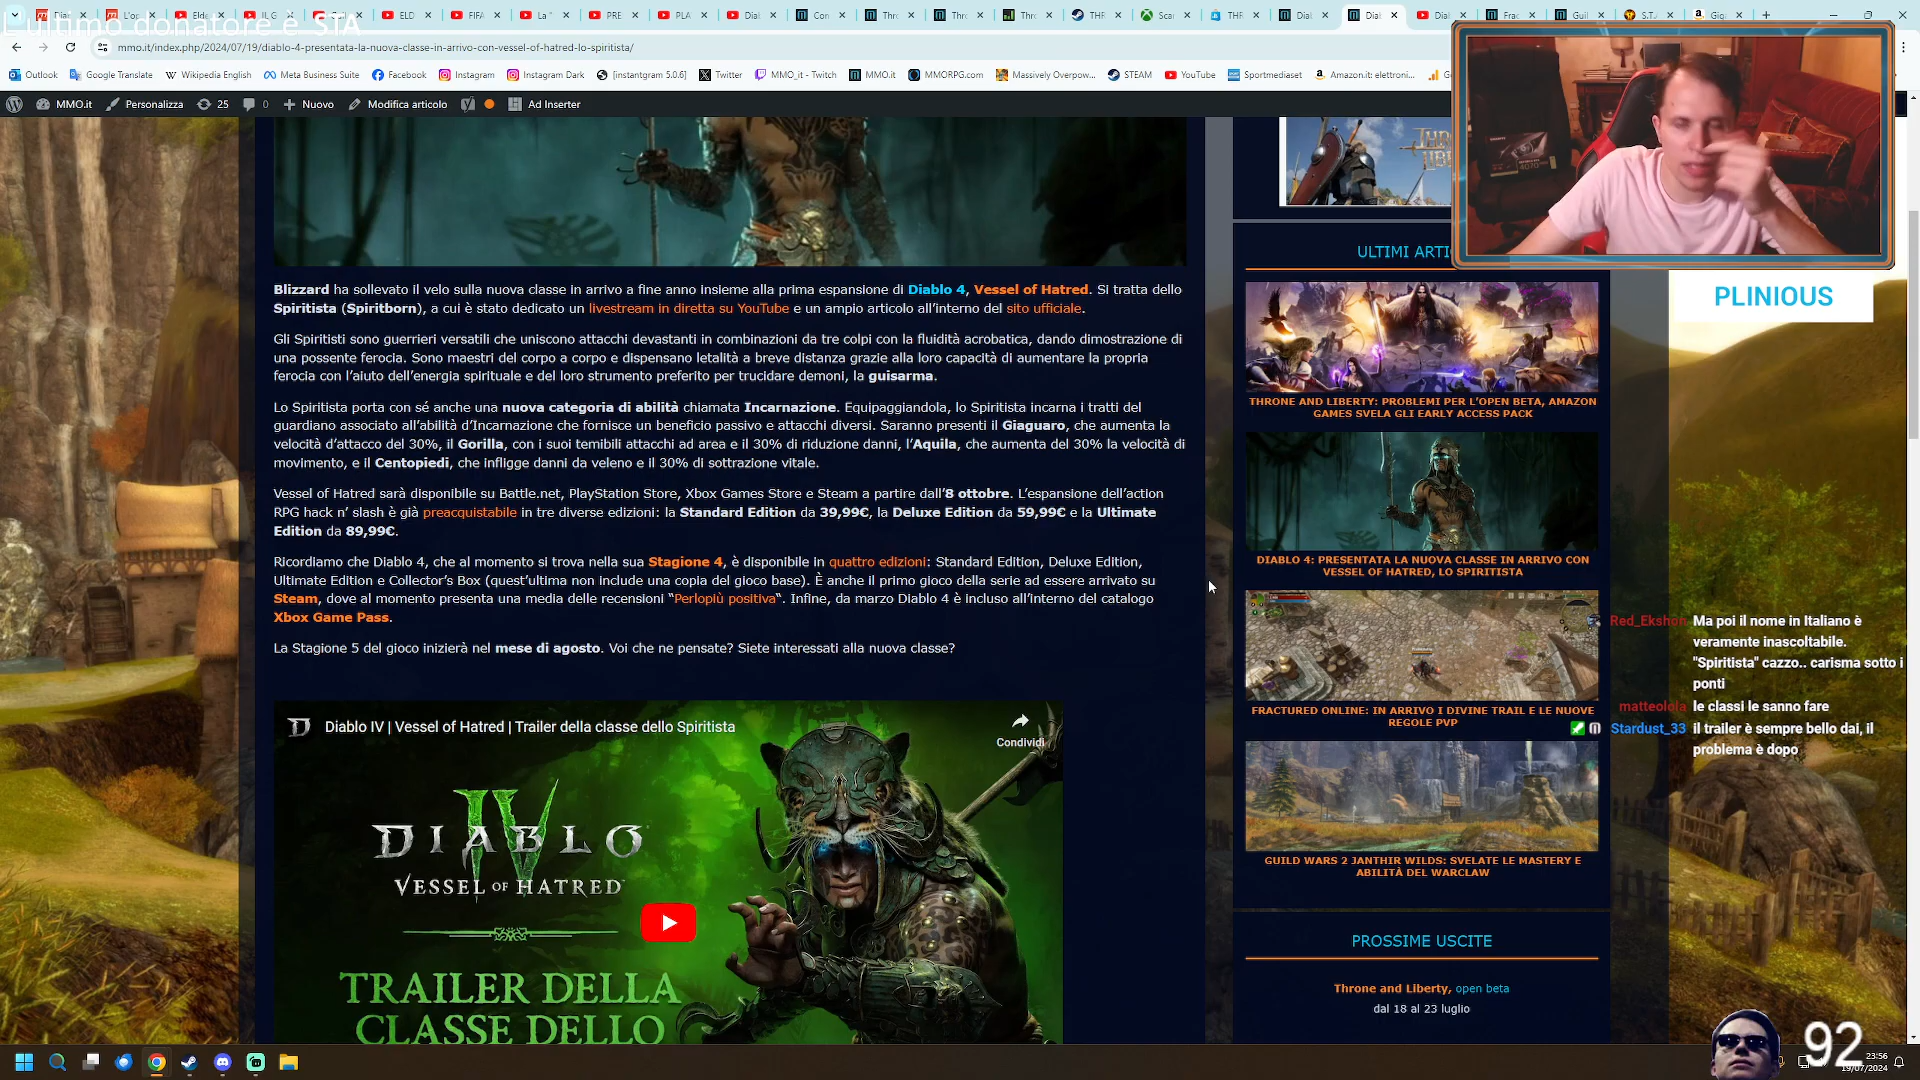 L'ultimo donatore è STA
ELD
FIFA
La "
PRE
PLA
Dial
Con
Thr
Thr
Thr
THR
Scar
THR
Dial
Dial
Dial
Frac
Guil
S.T.
Gig
mmo.it/index.php/2024/07/19/diablo-4-presentata-la-nuova-classe-in-arrivo-con-vessel-of-hatred-lo-spiritista/
Outlook
Google Translate
Wikipedia English
Meta Business Suite
Facebook
Instagram
Instagram Dark
[instantgram 5.0.6]
Twitter
MMO_it - Twitch
MMO.it
MMORPG.com
Massively Overpow...
STEAM
YouTube
Sportmediaset
Amazon.it: elettroni...
MMO.it
Personalizza
25
0
Nuovo
Modifica articolo
Ad Inserter
Blizzard ha sollevato il velo sulla nuova classe in arrivo a fine anno insieme alla prima espansione di Diablo 4, Vessel of Hatred. Si tratta dello
Spiritista (Spiritborn), a cui è stato dedicato un livestream in diretta su YouTube e un ampio articolo all'interno del sito ufficiale.
Gli Spiritisti sono guerrieri versatili che uniscono attacchi devastanti in combinazioni da tre colpi con la fluidità acrobatica, dando dimostrazione di
una possente ferocia. Sono maestri del corpo a corpo e dispensano letalità a breve distanza grazie alla loro capacità di aumentare la propria
ferocia con l'aiuto dell'energia spirituale e del loro strumento preferito per trucidare demoni, la guisarma.
Lo Spiritista porta con sé anche una nuova categoria di abilità chiamata Incarnazione. Equipaggiandola, lo Spiritista incarna i tratti del
guardiano associato all'abilità d'Incarnazione che fornisce un beneficio passivo e attacchi diversi. Saranno presenti il Giaguaro, che aumenta la
velocità d'attacco del 30%, il Gorilla, con i suoi temibili attacchi ad area e il 30% di riduzione danni, l'Aquila, che aumenta del 30% la velocità di
movimento, e il Centopiedi, che infligge danni da veleno e il 30% di sottrazione vitale.
Vessel of Hatred sarà disponibile su Battle.net, PlayStation Store, Xbox Games Store e Steam a partire dall'8 ottobre. L'espansione dell'action
RPG hack n' slash è già preacquistabile in tre diverse edizioni: la Standard Edition da 39,99€, la Deluxe Edition da 59,99€ e la Ultimate
Edition da 89,99€.
Ricordiamo che Diablo 4, che al momento si trova nella sua Stagione 4, è disponibile in quattro edizioni: Standard Edition, Deluxe Edition,
Ultimate Edition e Collector's Box (quest'ultima non include una copia del gioco base). È anche il primo gioco della serie ad essere arrivato su
Steam, dove al momento presenta una media delle recensioni "Perlopiù positiva". Infine, da marzo Diablo 4 è incluso all'interno del catalogo
Xbox Game Pass.
La Stagione 5 del gioco inizierà nel mese di agosto. Voi che ne pensate? Siete interessati alla nuova classe?
Diablo IV | Vessel of Hatred | Trailer della classe dello Spiritista
Condividi
DIABLO
IV
VESSEL OF HATRED
TRAILER DELLA
CLASSE DELLO
ULTIMI ARTI
THRONE AND LIBERTY: PROBLEMI PER L'OPEN BETA, AMAZON
GAMES SVELA GLI EARLY ACCESS PACK
DIABLO 4: PRESENTATA LA NUOVA CLASSE IN ARRIVO CON
VESSEL OF HATRED, LO SPIRITISTA
FRACTURED ONLINE: IN ARRIVO I DIVINE TRAIL E LE NUOVE
REGOLE PVP
GUILD WARS 2 JANTHIR WILDS: SVELATE LE MASTERY E
ABILITÀ DEL WARCLAW
PROSSIME USCITE
Throne and Liberty, open beta
dal 18 al 23 luglio
PLINIOUS
Red_Ekshon Ma poi il nome in Italiano è
veramente inascoltabile.
"Spiritista" cazzo.. carisma sotto i
ponti
matteolola le classi le sanno fare
Stardust_33 il trailer è sempre bello dai, il
problema è dopo
92
23:56
19/07/2024